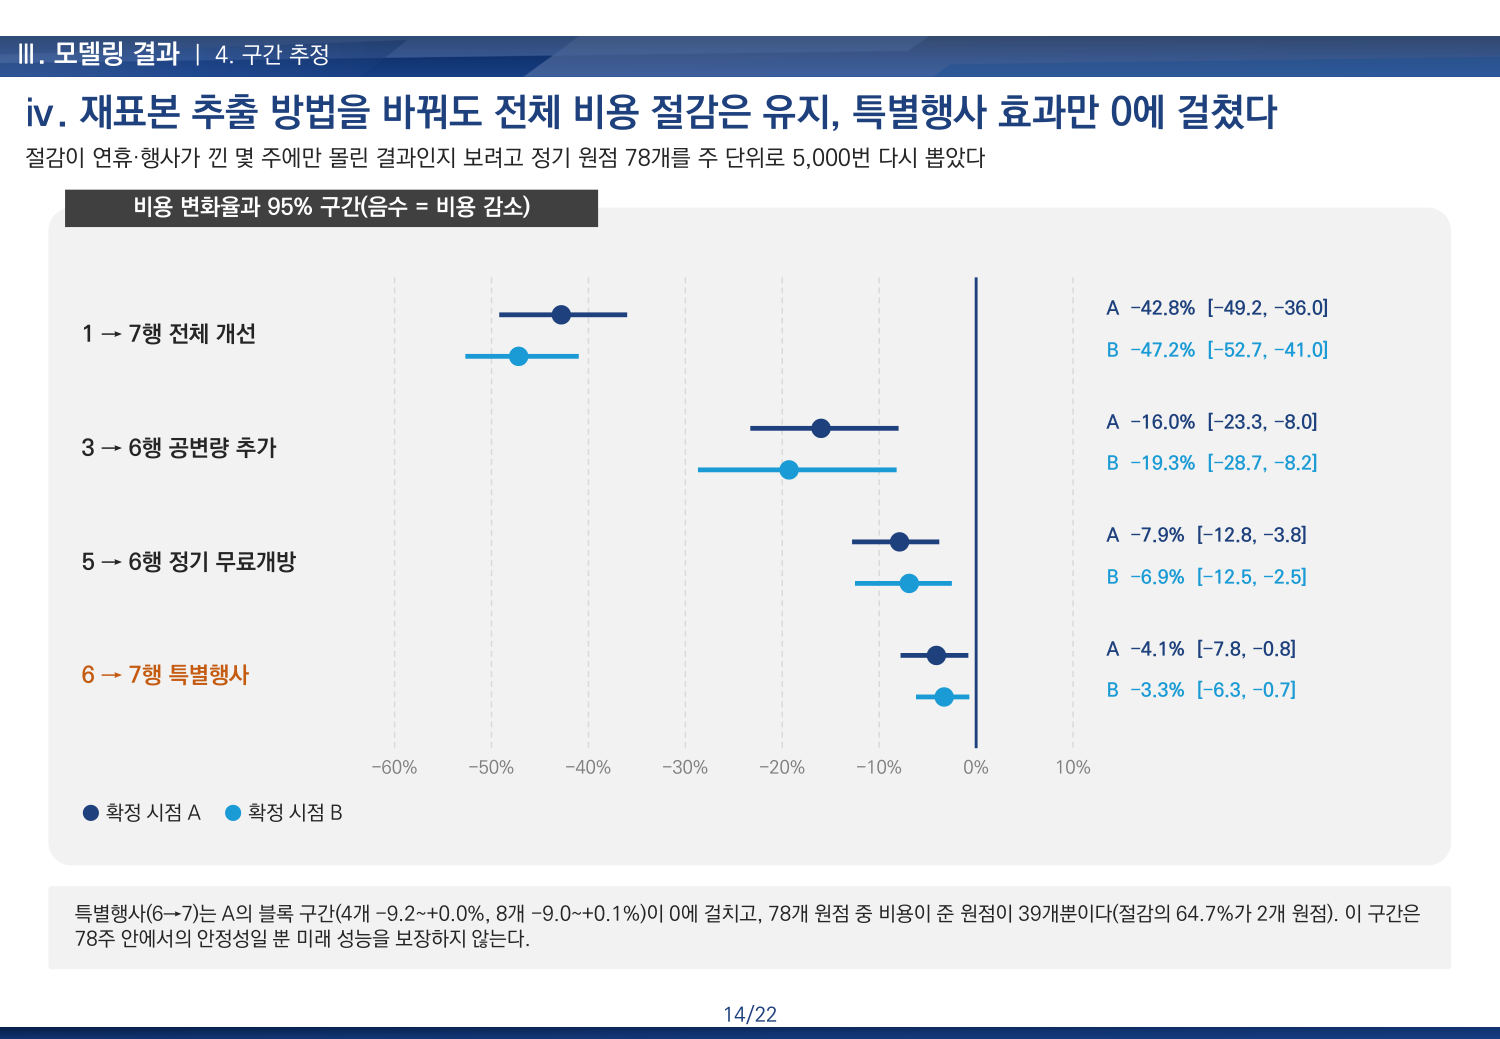 Ⅲ. 모델링 결과 | 4. 구간 추정
iv. 재표본 추출 방법을 바꿔도 전체 비용 절감은 유지, 특별행사 효과만 0에 걸쳤다
절감이 연휴·행사가 낀 몇 주에만 몰린 결과인지 보려고 정기 원점 78개를 주 단위로 5,000번 다시 뽑았다
비용 변화율과 95% 구간(음수 = 비용 감소)
1 → 7행 전체 개선
A −42.8% [−49.2, −36.0]
B −47.2% [−52.7, −41.0]
3 → 6행 공변량 추가
A −16.0% [−23.3, −8.0]
B −19.3% [−28.7, −8.2]
5 → 6행 정기 무료개방
A −7.9% [−12.8, −3.8]
B −6.9% [−12.5, −2.5]
6 → 7행 특별행사
A −4.1% [−7.8, −0.8]
B −3.3% [−6.3, −0.7]
−60% −50% −40% −30% −20% −10% 0% 10%
확정 시점 A 확정 시점 B
특별행사(6→7)는 A의 블록 구간(4개 −9.2~+0.0%, 8개 −9.0~+0.1%)이 0에 걸치고, 78개 원점 중 비용이 준 원점이 39개뿐이다(절감의 64.7%가 2개 원점). 이 구간은
78주 안에서의 안정성일 뿐 미래 성능을 보장하지 않는다.
14/22